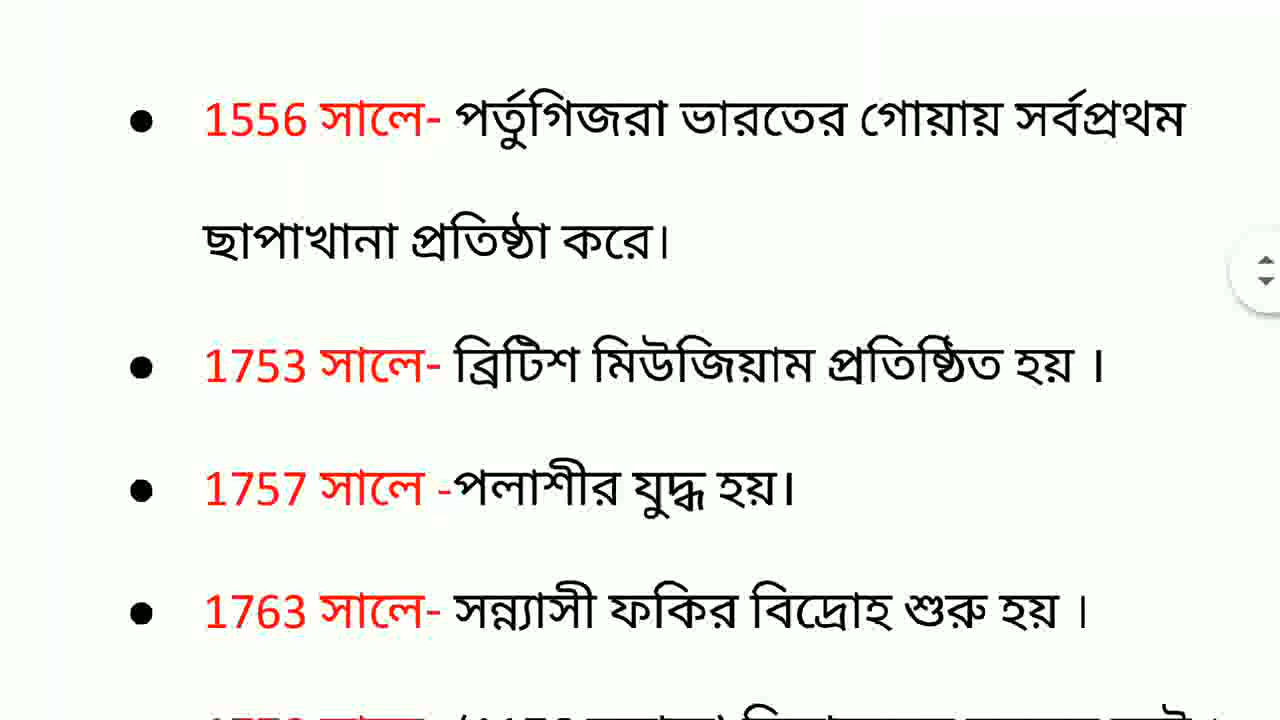 • 1556 সালে- পর্তুগিজরা ভারতের গোয়ায় সর্বপ্রথম
ছাপাখানা প্রতিষ্ঠা করে।
• 1753 সালে- ব্রিটিশ মিউজিয়াম প্রতিষ্ঠিত হয় ।
• 1757 সালে -পলাশীর যুদ্ধ হয়।
• 1763 সালে- সন্ন্যাসী ফকির বিদ্রোহ শুরু হয় ।